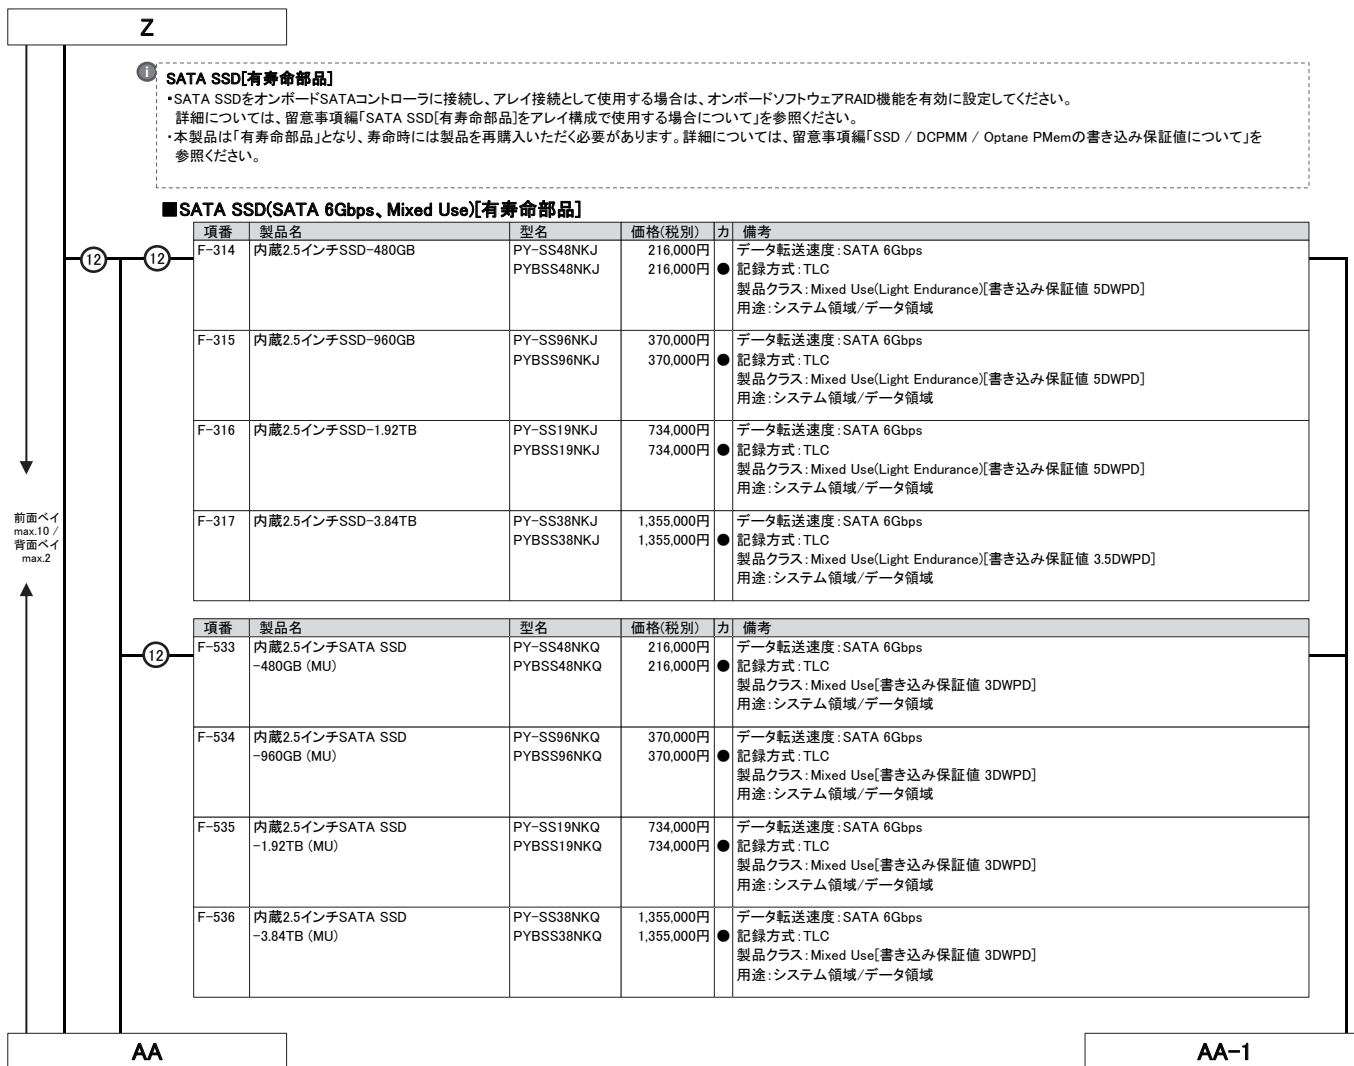 Z
i
SATA SSD[有寿命部品]
・SATA SSDをオンボードSATAコントローラに接続し、アレイ接続として使用する場合は、オンボードソフトウェアRAID機能を有効に設定してください。
詳細については、留意事項編「SATA SSD[有寿命部品]をアレイ構成で使用する場合について」を参照ください。
・本製品は「有寿命部品」となり、寿命時には製品を再購入いただく必要があります。詳細については、留意事項編「SSD / DCPMM / Optane PMemの書き込み保証値について」を
参照ください。
■SATA SSD(SATA 6Gbps、Mixed Use)[有寿命部品]
項番 製品名 型名 価格(税別) カ 備考
12 12 F-314 内蔵2.5インチSSD-480GB PY-SS48NKJ 216,000円 データ転送速度:SATA 6Gbps
PYBSS48NKJ 216,000円 ● 記録方式:TLC
製品クラス:Mixed Use(Light Endurance)[書き込み保証値 5DWPD]
用途:システム領域/データ領域
F-315 内蔵2.5インチSSD-960GB PY-SS96NKJ 370,000円 データ転送速度:SATA 6Gbps
PYBSS96NKJ 370,000円 ● 記録方式:TLC
製品クラス:Mixed Use(Light Endurance)[書き込み保証値 5DWPD]
用途:システム領域/データ領域
F-316 内蔵2.5インチSSD-1.92TB PY-SS19NKJ 734,000円 データ転送速度:SATA 6Gbps
PYBSS19NKJ 734,000円 ● 記録方式:TLC
製品クラス:Mixed Use(Light Endurance)[書き込み保証値 5DWPD]
用途:システム領域/データ領域
F-317 内蔵2.5インチSSD-3.84TB PY-SS38NKJ 1,355,000円 データ転送速度:SATA 6Gbps
PYBSS38NKJ 1,355,000円 ● 記録方式:TLC
製品クラス:Mixed Use(Light Endurance)[書き込み保証値 3.5DWPD]
用途:システム領域/データ領域
前面ベイ
max.10 /
背面ベイ
max.2
項番 製品名 型名 価格(税別) カ 備考
12 F-533 内蔵2.5インチSATA SSD PY-SS48NKQ 216,000円 データ転送速度:SATA 6Gbps
-480GB (MU) PYBSS48NKQ 216,000円 ● 記録方式:TLC
製品クラス:Mixed Use[書き込み保証値 3DWPD]
用途:システム領域/データ領域
F-534 内蔵2.5インチSATA SSD PY-SS96NKQ 370,000円 データ転送速度:SATA 6Gbps
-960GB (MU) PYBSS96NKQ 370,000円 ● 記録方式:TLC
製品クラス:Mixed Use[書き込み保証値 3DWPD]
用途:システム領域/データ領域
F-535 内蔵2.5インチSATA SSD PY-SS19NKQ 734,000円 データ転送速度:SATA 6Gbps
-1.92TB (MU) PYBSS19NKQ 734,000円 ● 記録方式:TLC
製品クラス:Mixed Use[書き込み保証値 3DWPD]
用途:システム領域/データ領域
F-536 内蔵2.5インチSATA SSD PY-SS38NKQ 1,355,000円 データ転送速度:SATA 6Gbps
-3.84TB (MU) PYBSS38NKQ 1,355,000円 ● 記録方式:TLC
製品クラス:Mixed Use[書き込み保証値 3DWPD]
用途:システム領域/データ領域
AA AA-1